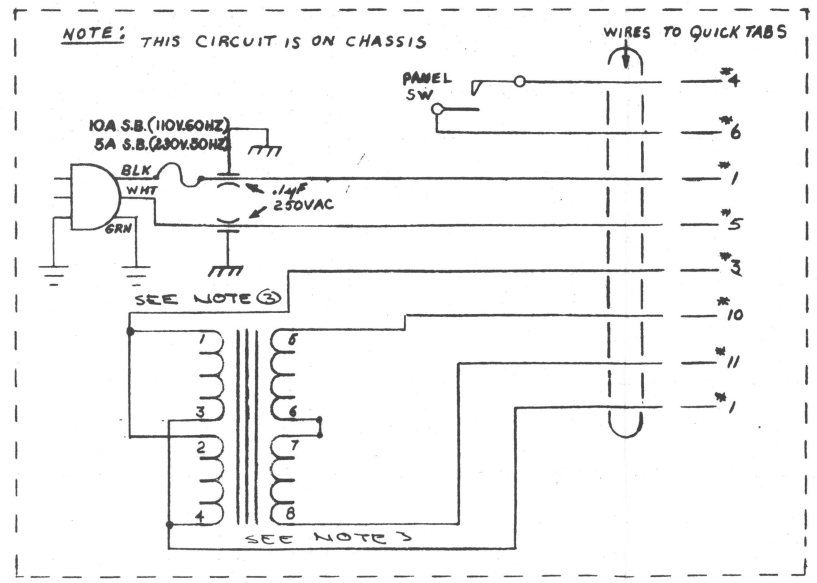 NOTE: THIS CIRCUIT IS ON CHASSIS
WIRES TO QUICK TABS
PANEL
SW
*4
*6
10A S.B.(110V.60HZ)
5A S.B.(230V.50HZ)
BLK
WHT
GRN
.1µF
250VAC
*1
*5
*3
SEE NOTE ③
*10
*11
*1
1
3
2
4
5
6
7
8
SEE NOTE 3